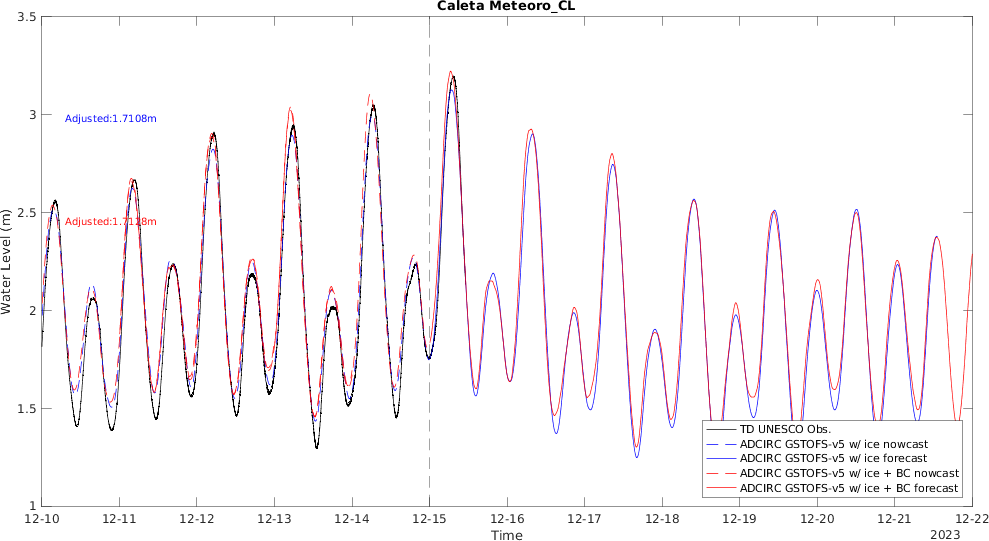 Caleta Meteoro_CL
3.5
3
2.5
2
1.5
1
Water Level (m)
Adjusted:1.7108m
Adjusted:1.7128m
TD UNESCO Obs.
ADCIRC GSTOFS-v5 w/ ice nowcast
ADCIRC GSTOFS-v5 w/ ice forecast
ADCIRC GSTOFS-v5 w/ ice + BC nowcast
ADCIRC GSTOFS-v5 w/ ice + BC forecast
12-10 12-11 12-12 12-13 12-14 12-15 12-16 12-17 12-18 12-19 12-20 12-21 12-22
Time
2023